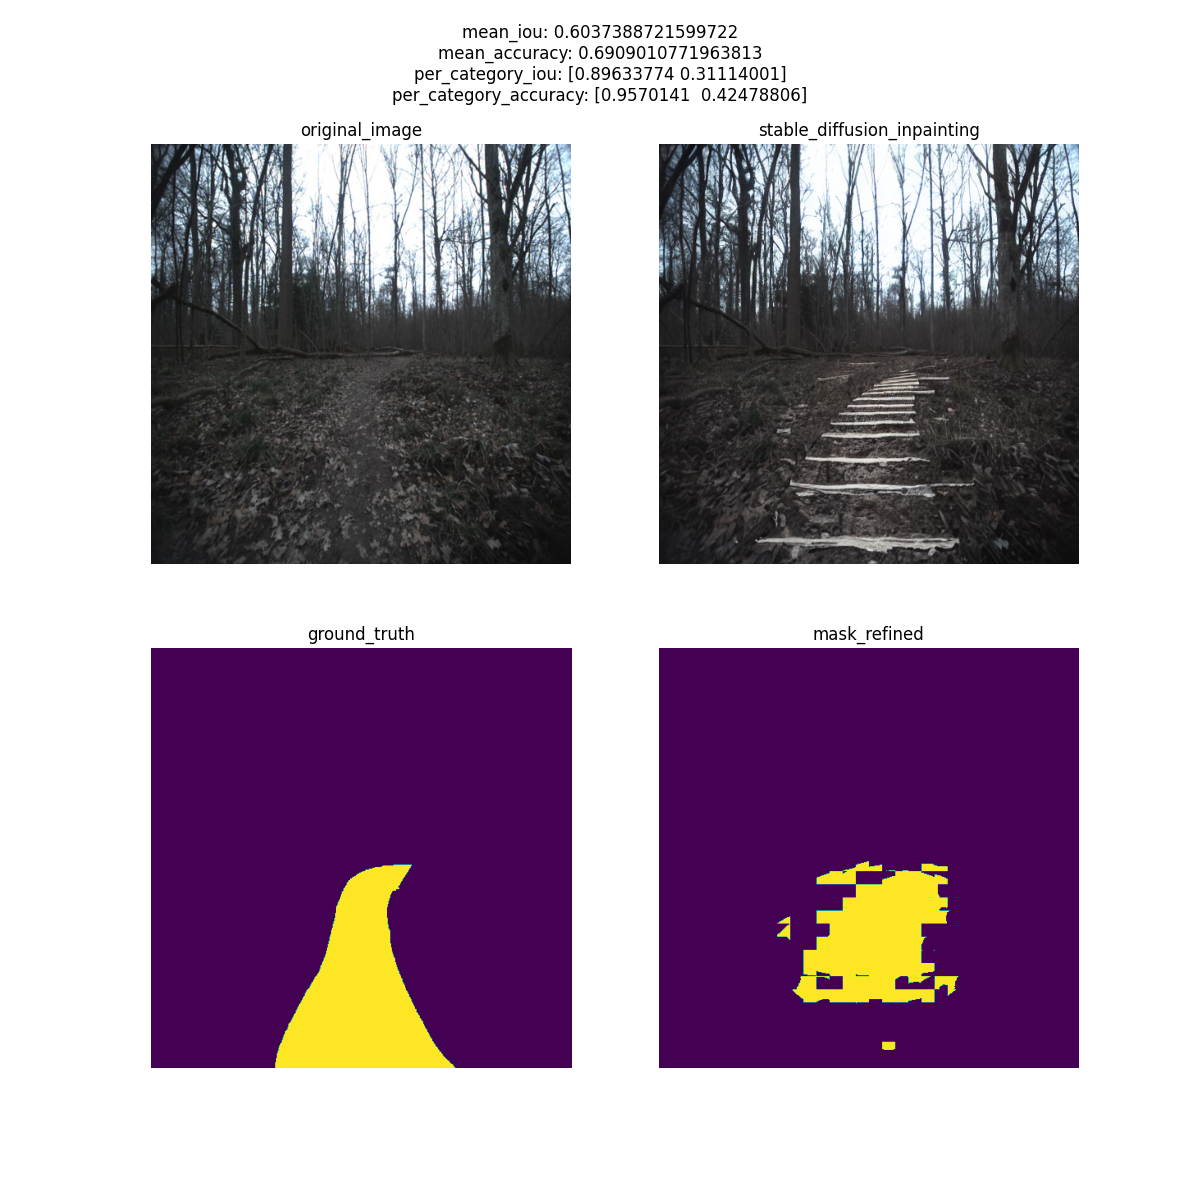 mean_iou: 0.6037388721599722
mean_accuracy: 0.6909010771963813
per_category_iou: [0.89633774 0.31114001]
per_category_accuracy: [0.9570141  0.42478806]
original_image
stable_diffusion_inpainting
ground_truth
mask_refined